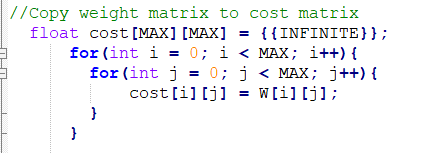 //Copy weight matrix to cost matrix
float cost[MAX][MAX] = {{INFINITE}};
for(int i = 0; i < MAX; i++){
for(int j = 0; j < MAX; j++){
cost[i][j] = W[i][j];
}
}